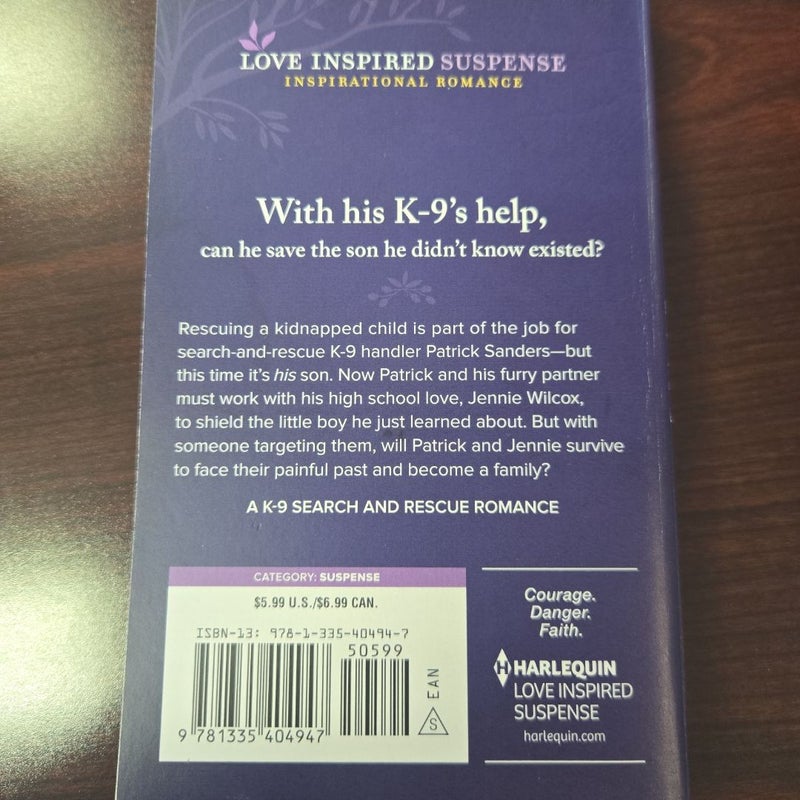 LOVE INSPIRED SUSPENSE
INSPIRATIONAL ROMANCE
With his K-9's help,
can he save the son he didn't know existed?
Rescuing a kidnapped child is part of the job for
search-and-rescue K-9 handler Patrick Sanders—but
this time it's his son. Now Patrick and his furry partner
must work with his high school love, Jennie Wilcox,
to shield the little boy he just learned about. But with
someone targeting them, will Patrick and Jennie survive
to face their painful past and become a family?
A K-9 SEARCH AND RESCUE ROMANCE
CATEGORY: SUSPENSE
$5.99 U.S./$6.99 CAN.
ISBN-13: 978-1-335-40494-7
50599
EAN
S
9 781335 404947
Courage.
Danger.
Faith.
H HARLEQUIN
LOVE INSPIRED
SUSPENSE
harlequin.com